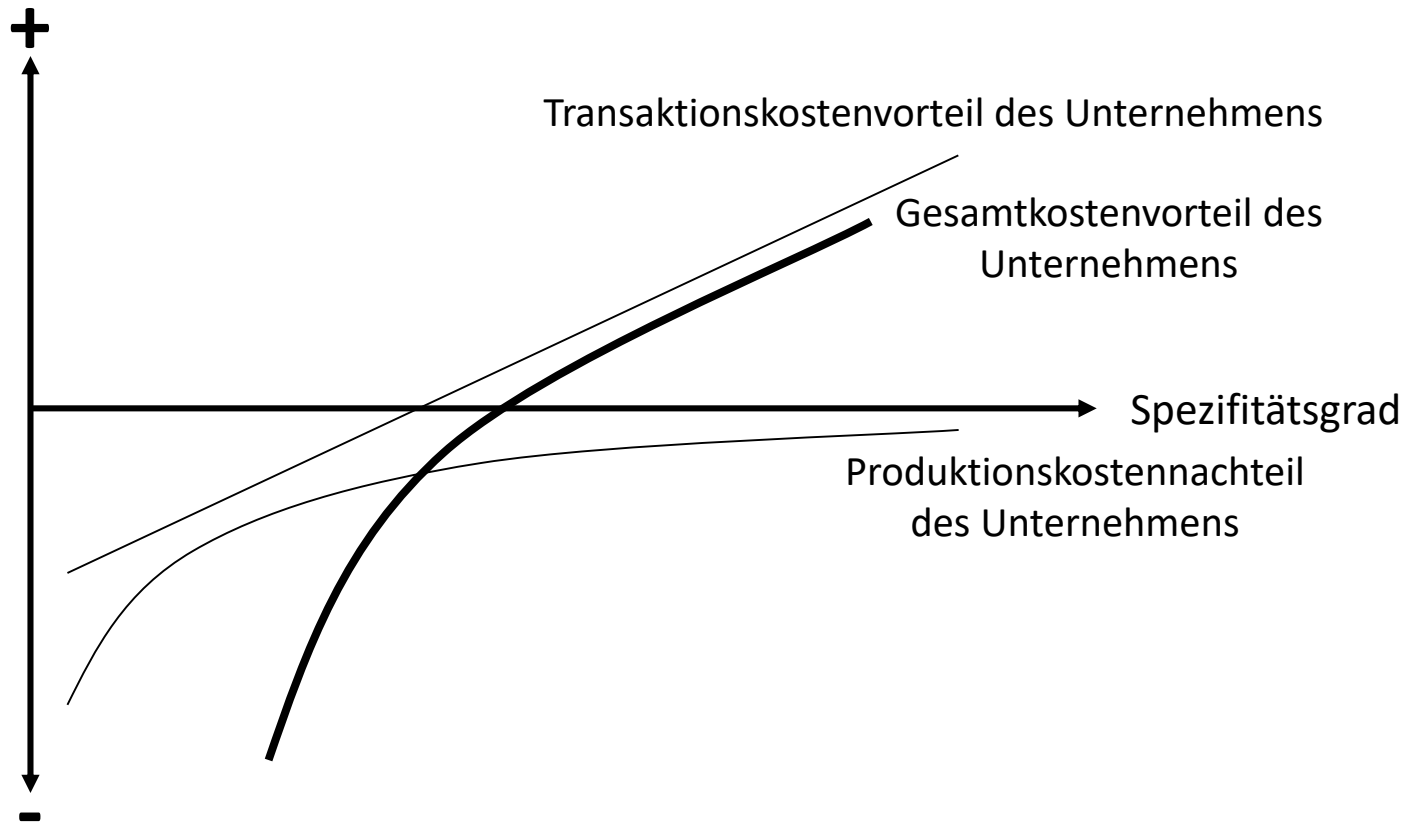 +
Transaktionskostenvorteil des Unternehmens
Gesamtkostenvorteil des
Unternehmens
Spezifitätsgrad
Produktionskostennachteil
des Unternehmens
-